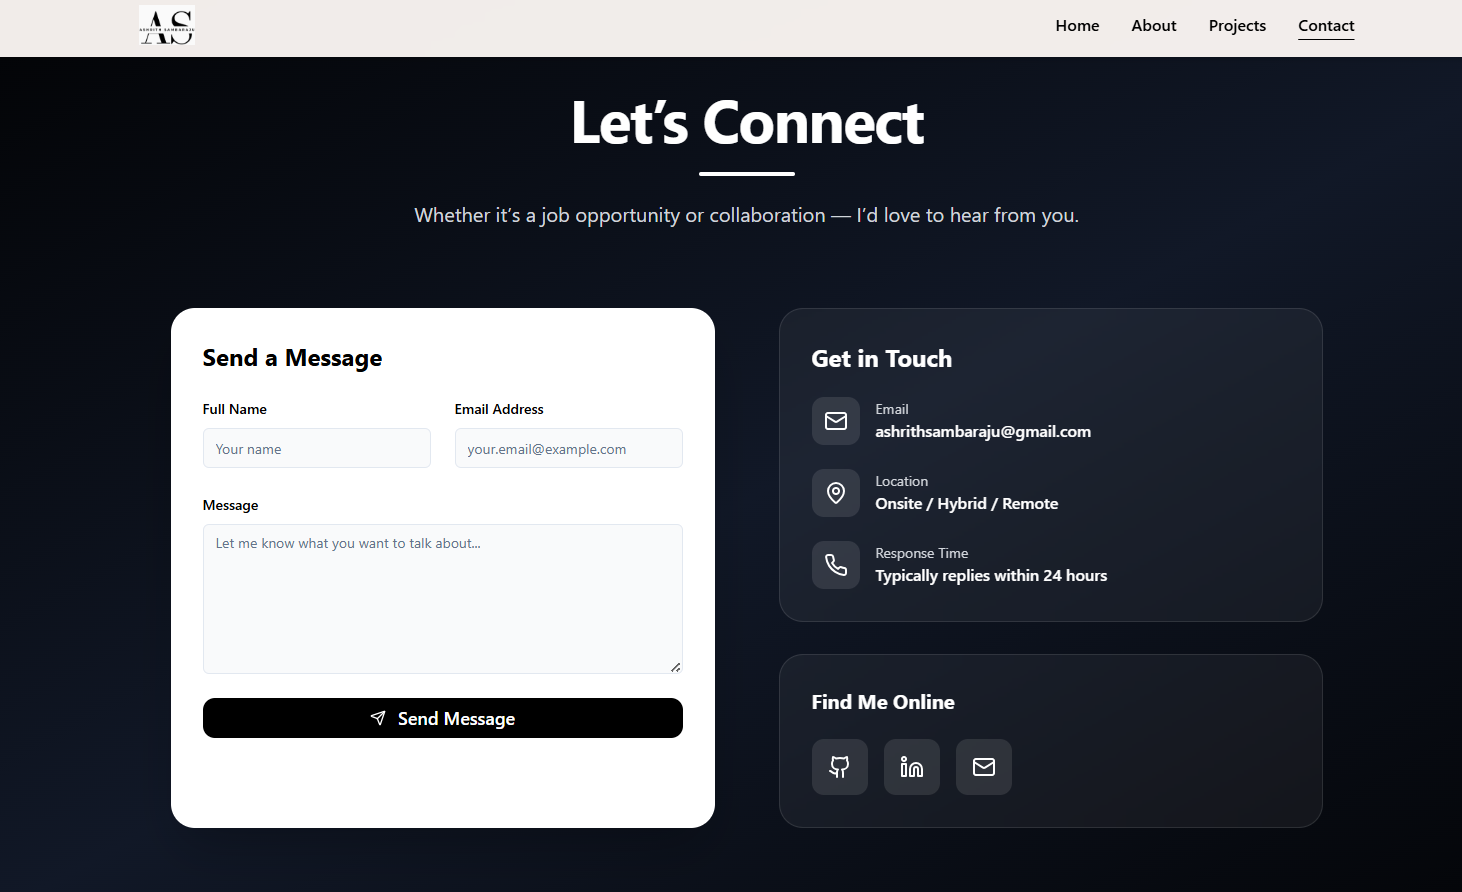 AS
ASHRITH SAMBARAJU
Home
About
Projects
Contact
Let’s Connect
Whether it’s a job opportunity or collaboration — I’d love to hear from you.
Send a Message
Full Name
Email Address
Your name
your.email@example.com
Message
Let me know what you want to talk about...
Send Message
Get in Touch
Email
ashrithsambaraju@gmail.com
Location
Onsite / Hybrid / Remote
Response Time
Typically replies within 24 hours
Find Me Online
in